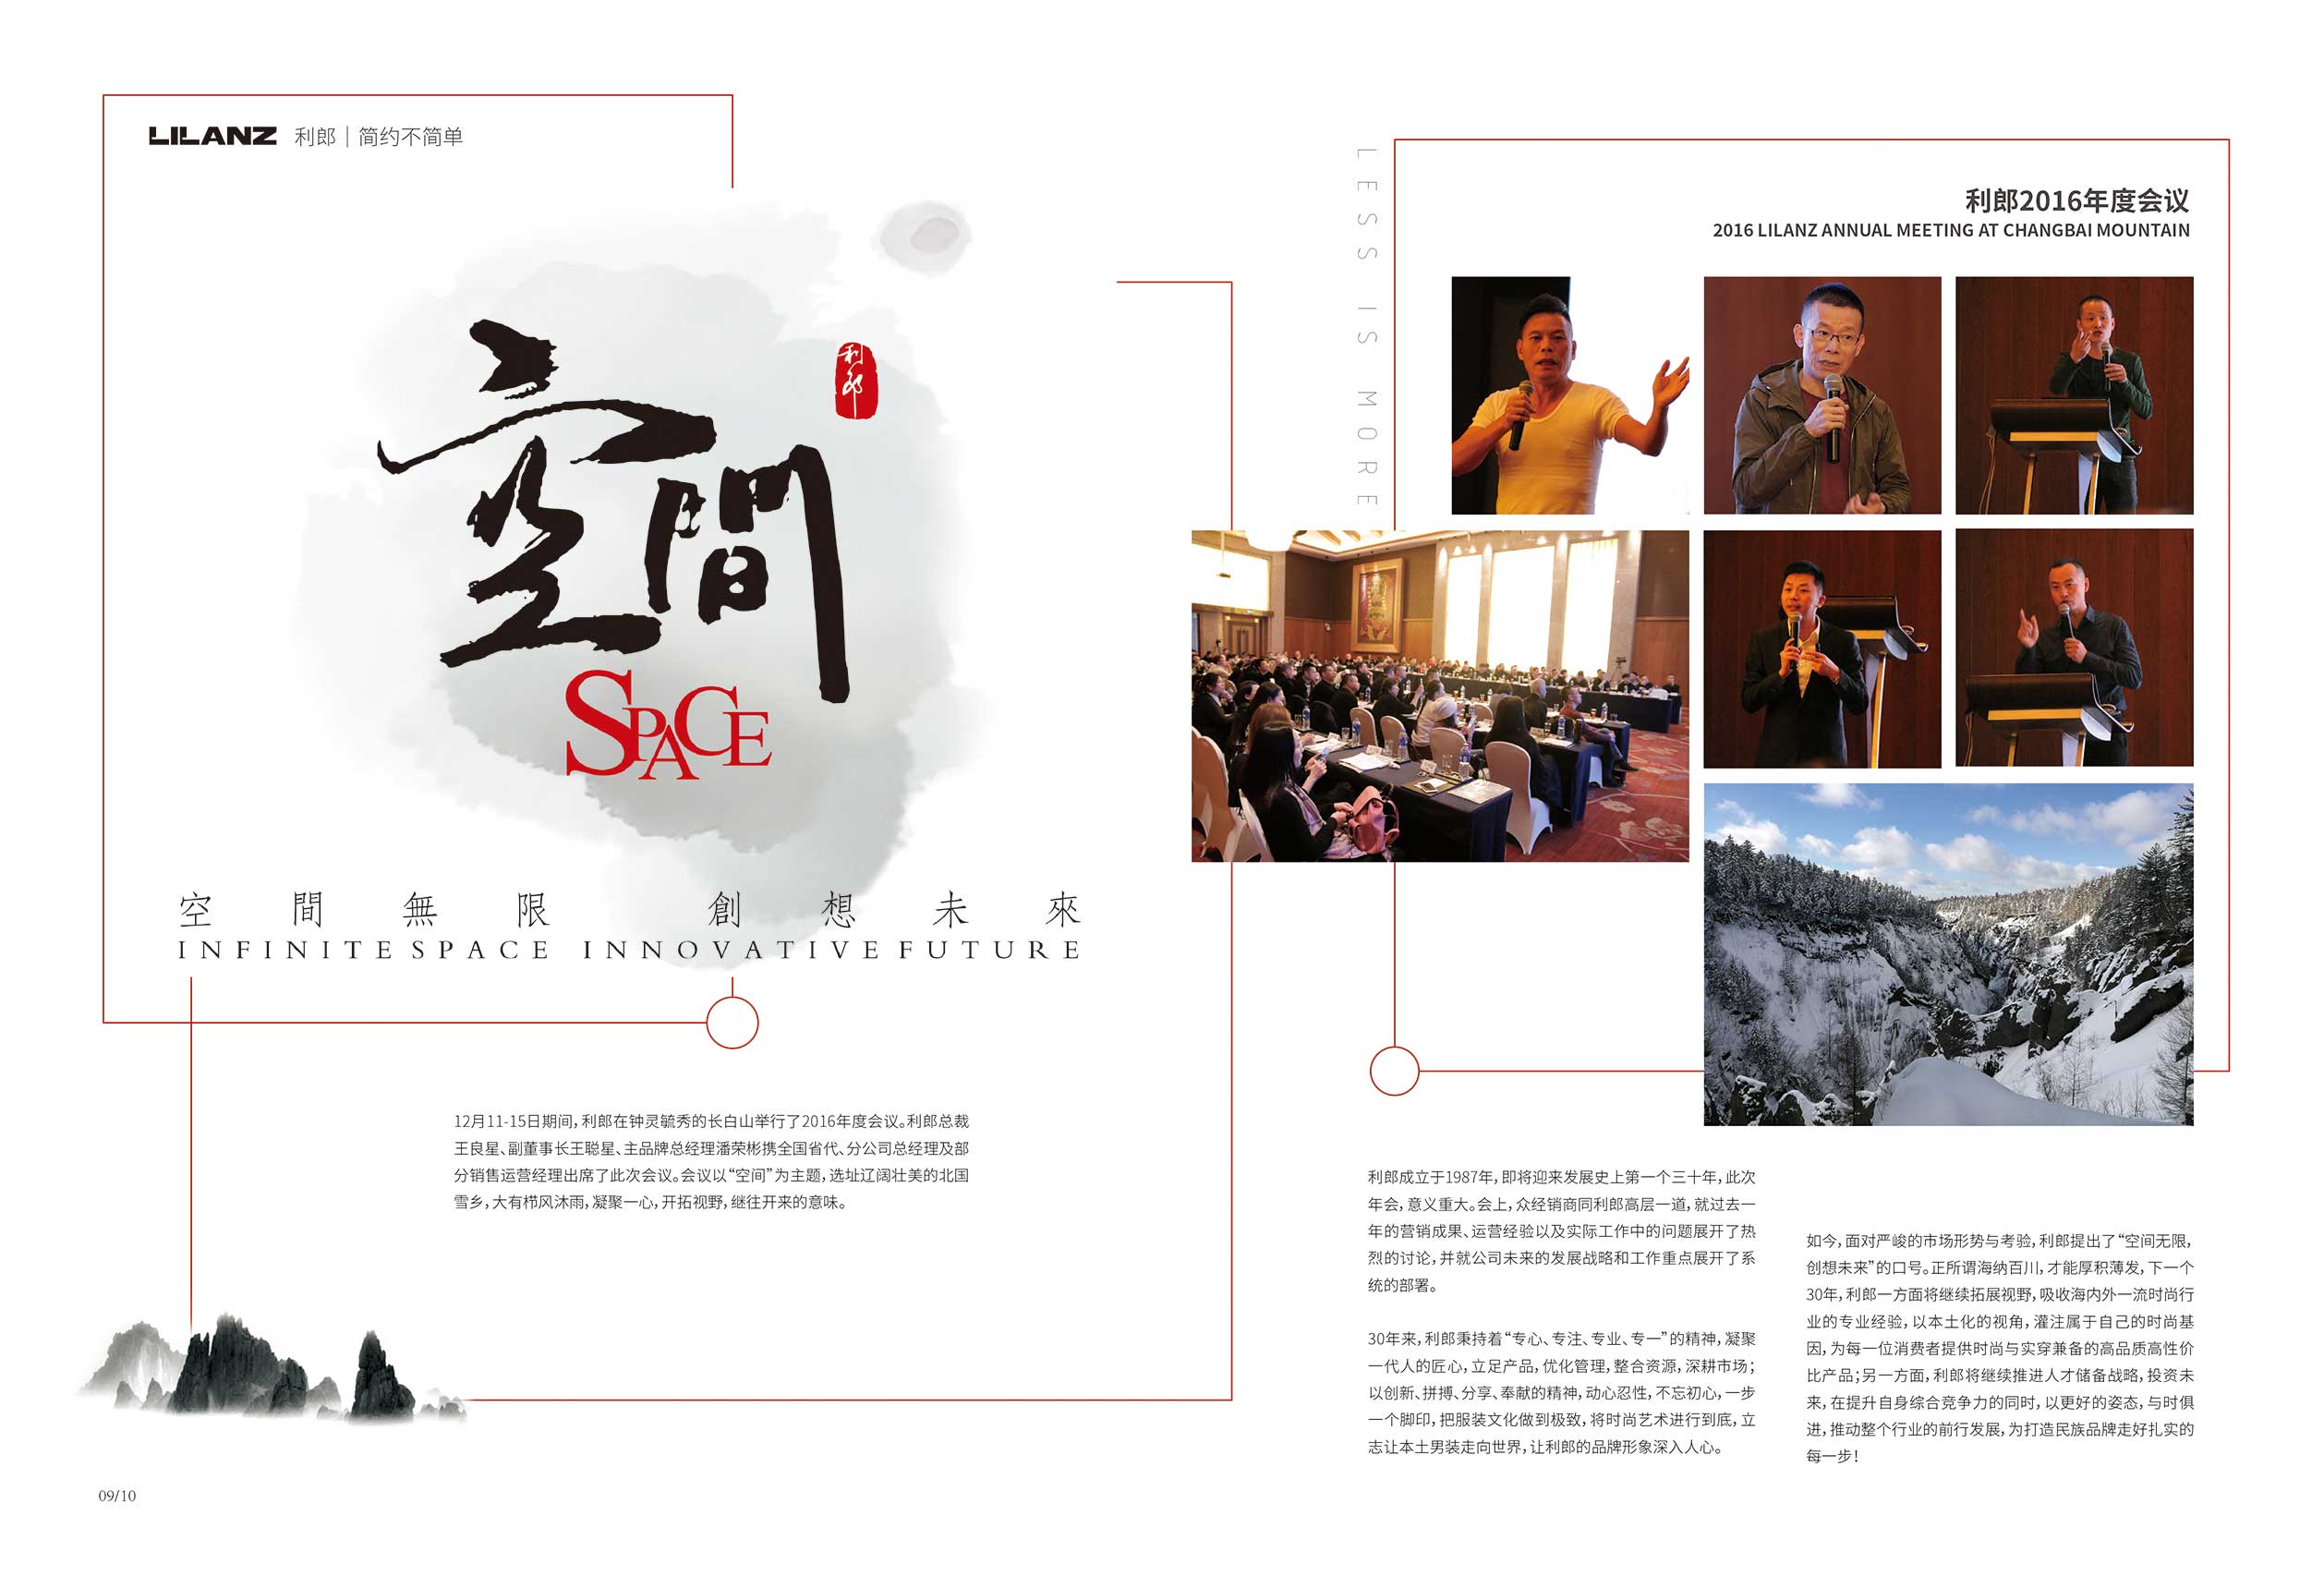 LILANZ 利郎｜简约不简单
利郎
空間
SPACE
空間無限 創想未來
INFINITE SPACE INNOVATIVE FUTURE
12月11-15日期间，利郎在钟灵毓秀的长白山举行了2016年度会议。利郎总裁
王良星、副董事长王聪星、主品牌总经理潘荣彬携全国省代、分公司总经理及部
分销售运营经理出席了此次会议。会议以“空间”为主题，选址辽阔壮美的北国
雪乡，大有栉风沐雨，凝聚一心，开拓视野，继往开来的意味。
09/10
LESS IS MORE
利郎2016年度会议
2016 LILANZ ANNUAL MEETING AT CHANGBAI MOUNTAIN
利郎成立于1987年，即将迎来发展史上第一个三十年，此次
年会，意义重大。会上，众经销商同利郎高层一道，就过去一
年的营销成果、运营经验以及实际工作中的问题展开了热
烈的讨论，并就公司未来的发展战略和工作重点展开了系
统的部署。
30年来，利郎秉持着“专心、专注、专业、专一”的精神，凝聚
一代人的匠心，立足产品，优化管理，整合资源，深耕市场；
以创新、拼搏、分享、奉献的精神，动心忍性，不忘初心，一步
一个脚印，把服装文化做到极致，将时尚艺术进行到底，立
志让本土男装走向世界，让利郎的品牌形象深入人心。
如今，面对严峻的市场形势与考验，利郎提出了“空间无限，
创想未来”的口号。正所谓海纳百川，才能厚积薄发，下一个
30年，利郎一方面将继续拓展视野，吸收海内外一流时尚行
业的专业经验，以本土化的视角，灌注属于自己的时尚基
因，为每一位消费者提供时尚与实穿兼备的高品质高性价
比产品；另一方面，利郎将继续推进人才储备战略，投资未
来，在提升自身综合竞争力的同时，以更好的姿态，与时俱
进，推动整个行业的前行发展，为打造民族品牌走好扎实的
每一步！